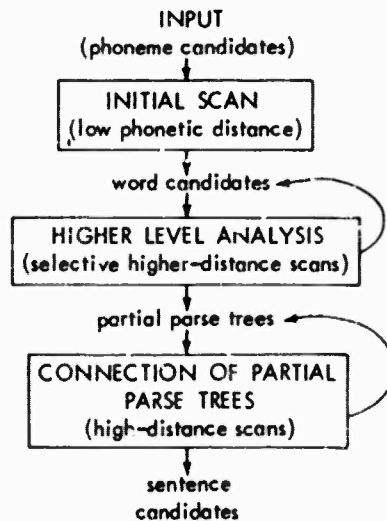 INPUT
(phoneme candidates)
INITIAL SCAN
(low phonetic distance)
word candidates
HIGHER LEVEL ANALYSIS
(selective higher-distance scans)
partial parse trees
CONNECTION OF PARTIAL
PARSE TREES
(high-distance scans)
sentence
candidates